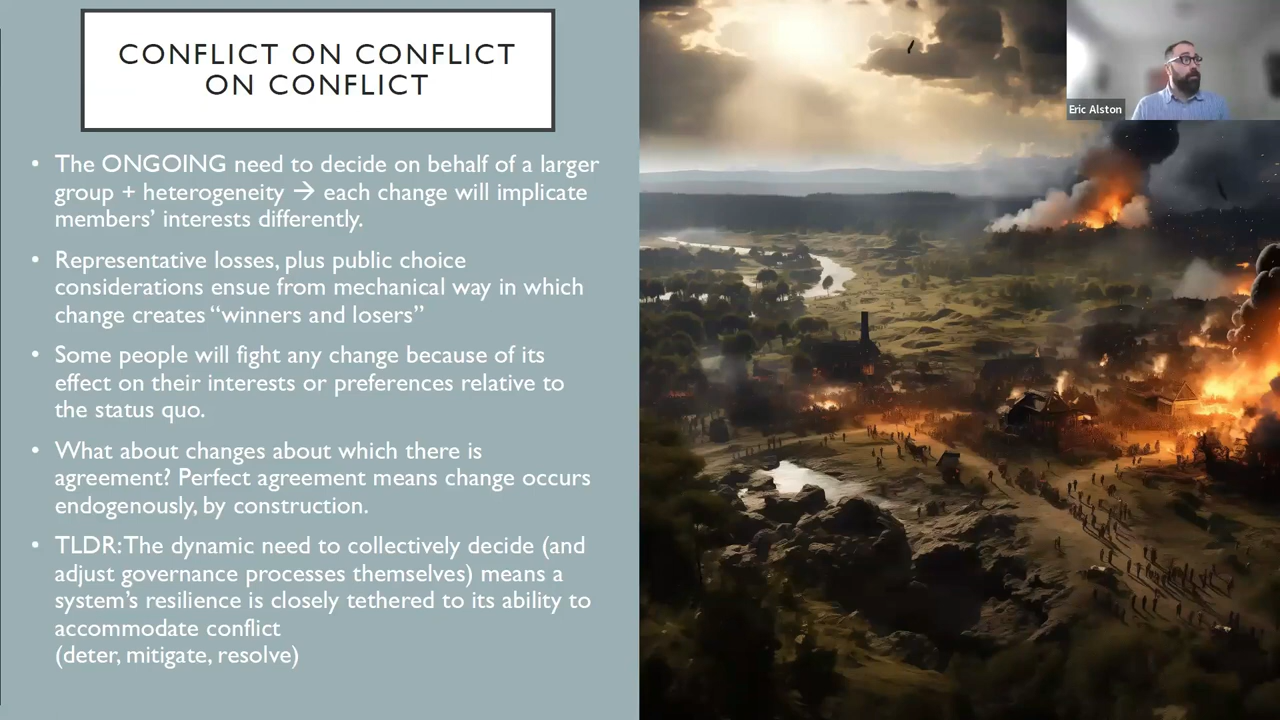 CONFLICT ON CONFLICT
ON CONFLICT
• The ONGOING need to decide on behalf of a larger
group + heterogeneity → each change will implicate
members' interests differently.
• Representative losses, plus public choice
considerations ensue from mechanical way in which
change creates "winners and losers"
• Some people will fight any change because of its
effect on their interests or preferences relative to
the status quo.
• What about changes about which there is
agreement? Perfect agreement means change occurs
endogenously, by construction.
• TLDR: The dynamic need to collectively decide (and
adjust governance processes themselves) means a
system's resilience is closely tethered to its ability to
accommodate conflict
(deter, mitigate, resolve)
Eric Alston